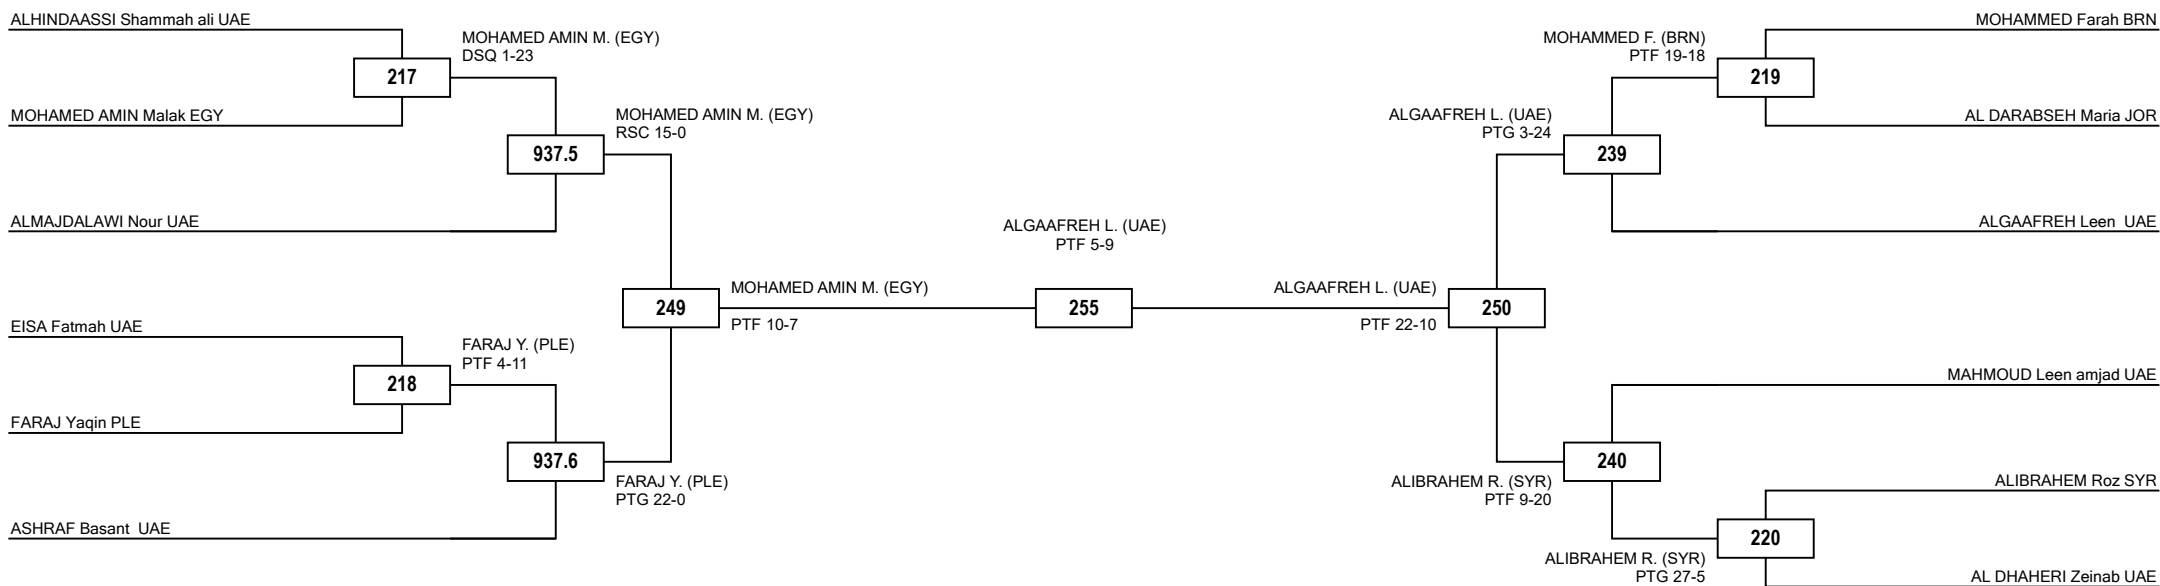 ALHINDAASSI Shammah ali UAE
MOHAMED AMIN M. (EGY)
DSQ 1-23
217
MOHAMED AMIN Malak EGY
MOHAMED AMIN M. (EGY)
RSC 15-0
937.5
ALMAJDALAWI Nour UAE
249
MOHAMED AMIN M. (EGY)
PTF 10-7
EISA Fatmah UAE
FARAJ Y. (PLE)
PTF 4-11
218
FARAJ Yaqin PLE
937.6
FARAJ Y. (PLE)
PTG 22-0
ASHRAF Basant UAE
ALGAAFREH L. (UAE)
PTF 5-9
255
MOHAMMED Farah BRN
MOHAMMED F. (BRN)
PTF 19-18
219
AL DARABSEH Maria JOR
ALGAAFREH L. (UAE)
PTG 3-24
239
ALGAAFREH Leen UAE
ALGAAFREH L. (UAE)
PTF 22-10
250
MAHMOUD Leen amjad UAE
240
ALIBRAHEM R. (SYR)
PTF 9-20
ALIBRAHEM Roz SYR
220
ALIBRAHEM R. (SYR)
PTG 27-5
AL DHAHERI Zeinab UAE